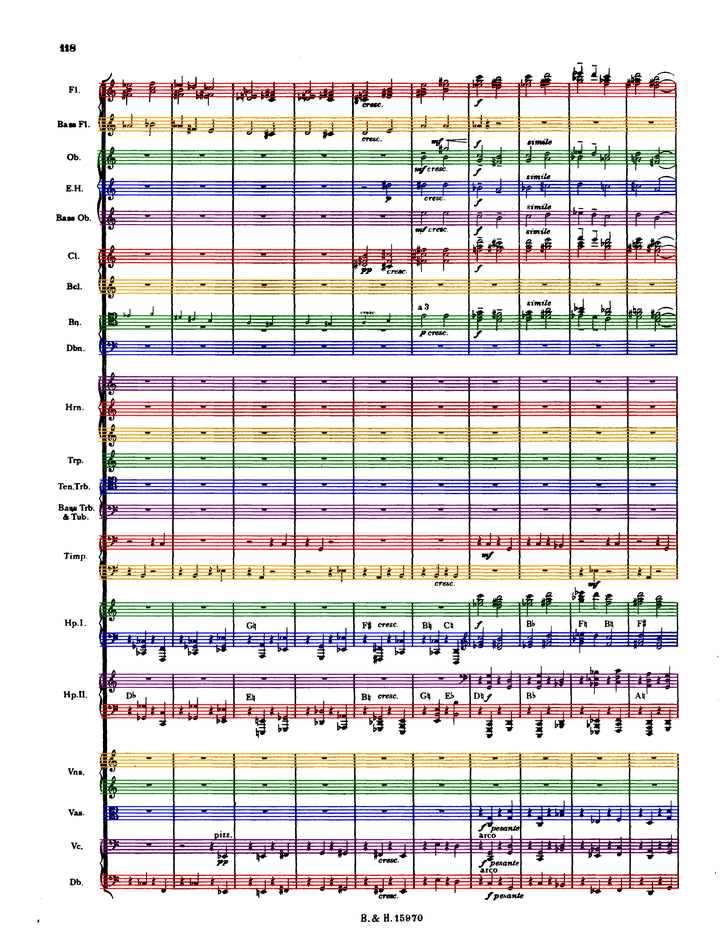 118
Fl.
cresc.
f
Bass Fl.
cresc.
mf
f
simile
Ob.
mf cresc.
f
simile
E.H.
p
cresc.
f
simile
Bass Ob.
mf cresc.
f
Cl.
pp
cresc.
f
Bcl.
simile
cresc.
a 3
Bn.
p cresc.
f
Dbn.
Hrn.
Trp.
Ten.Trb.
Bass Trb.
& Tub.
Timp.
mf
cresc.
mf
Hp.I.
G♮
F♯ cresc.
B♮ C♮
f
B♭
F♮ B♮
F♯
Hp.II.
D♭
E♮
B♮ cresc.
G♮ E♭
D♮ f
B♭
A♮
Vns.
Vas.
f pesante
pizz.
arco
Vc.
pp
cresc.
f pesante
arco
Db.
cresc.
f pesante
B. & H. 15970